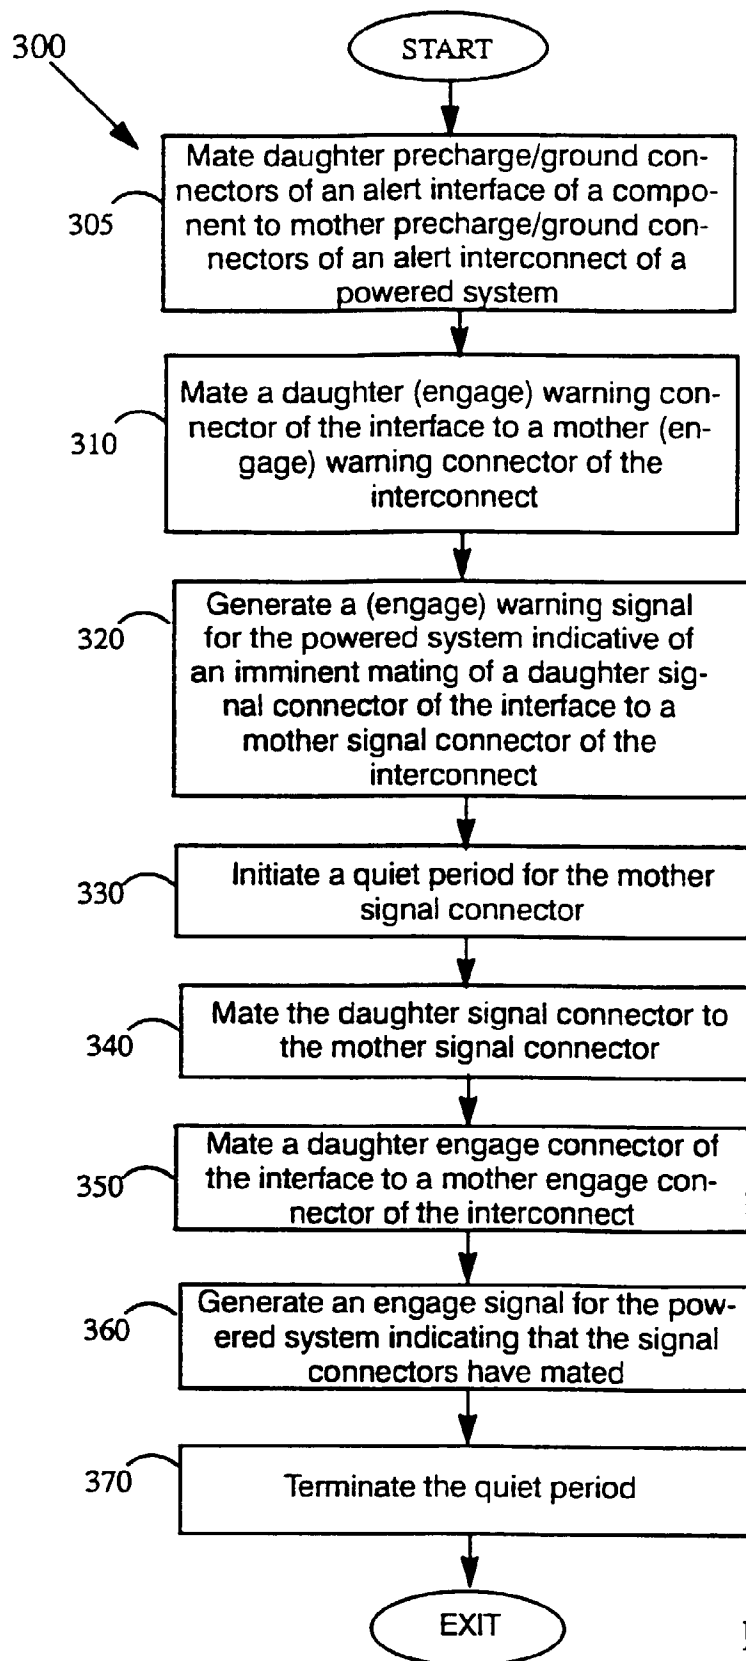 300
START
305
Mate daughter precharge/ground con-
nectors of an alert interface of a compo-
nent to mother precharge/ground con-
nectors of an alert interconnect of a
powered system
310
Mate a daughter (engage) warning con-
nector of the interface to a mother (en-
gage) warning connector of the
interconnect
320
Generate a (engage) warning signal
for the powered system indicative of
an imminent mating of a daughter sig-
nal connector of the interface to a
mother signal connector of the
interconnect
330
Initiate a quiet period for the mother
signal connector
340
Mate the daughter signal connector to
the mother signal connector
350
Mate a daughter engage connector of
the interface to a mother engage con-
nector of the interconnect
360
Generate an engage signal for the pow-
ered system indicating that the signal
connectors have mated
370
Terminate the quiet period
EXIT